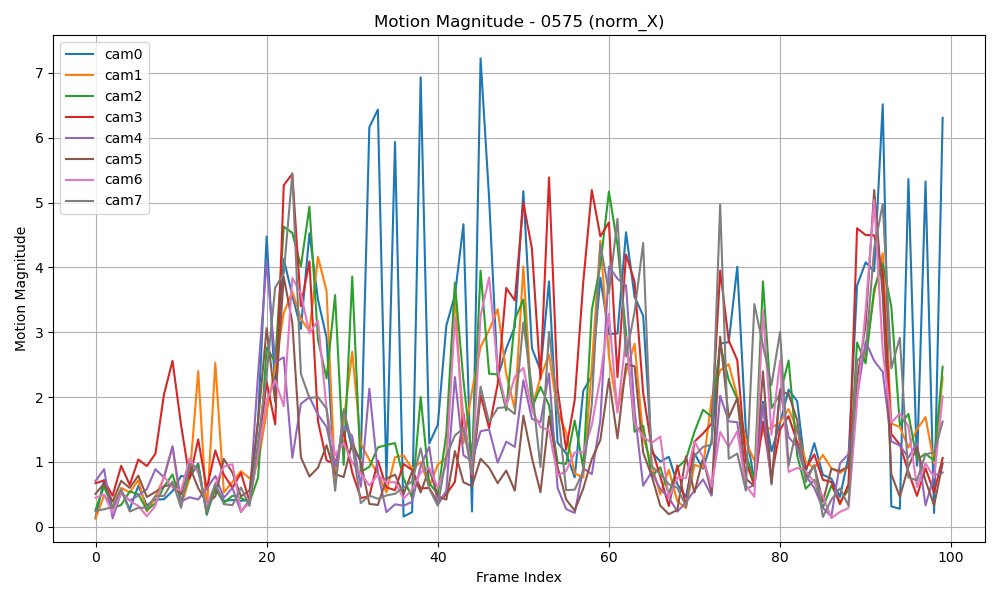 Motion Magnitude - 0575 (norm_X)
cam0
cam1
cam2
cam3
cam4
cam5
cam6
cam7
Motion Magnitude
7
6
5
4
3
2
1
0
0 20 40 60 80 100
Frame Index